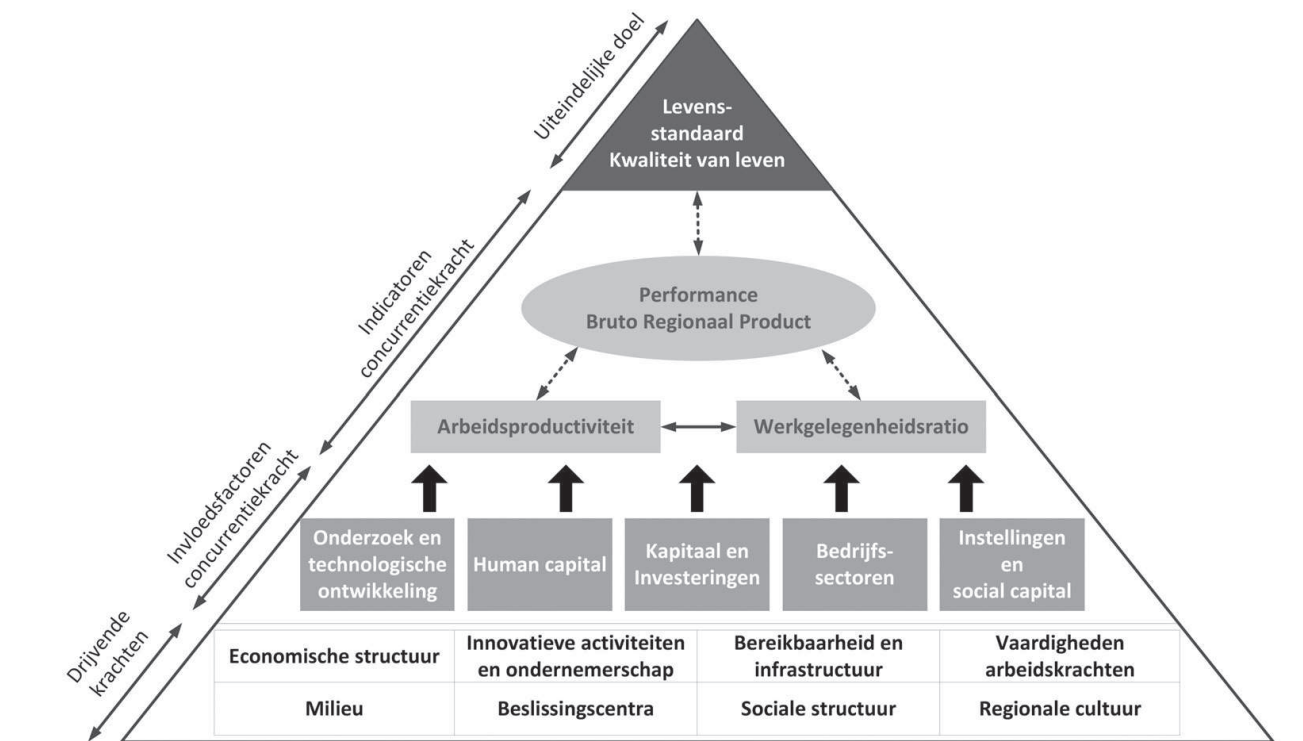 Uiteindelijke doel
Levens-
standaard
Kwaliteit van leven
Indicatoren
concurrentiekracht
Performance
Bruto Regionaal Product
Arbeidsproductiviteit
Werkgelegenheidsratio
Invloedsfactoren
concurrentiekracht
Onderzoek en
technologische
ontwikkeling
Human capital
Kapitaal en
Investeringen
Bedrijfs-
sectoren
Instellingen
en
social capital
Drijvende
krachten
Economische structuur
Innovatieve activiteiten
en ondernemerschap
Bereikbaarheid en
infrastructuur
Vaardigheden
arbeidskrachten
Milieu
Beslissingscentra
Sociale structuur
Regionale cultuur